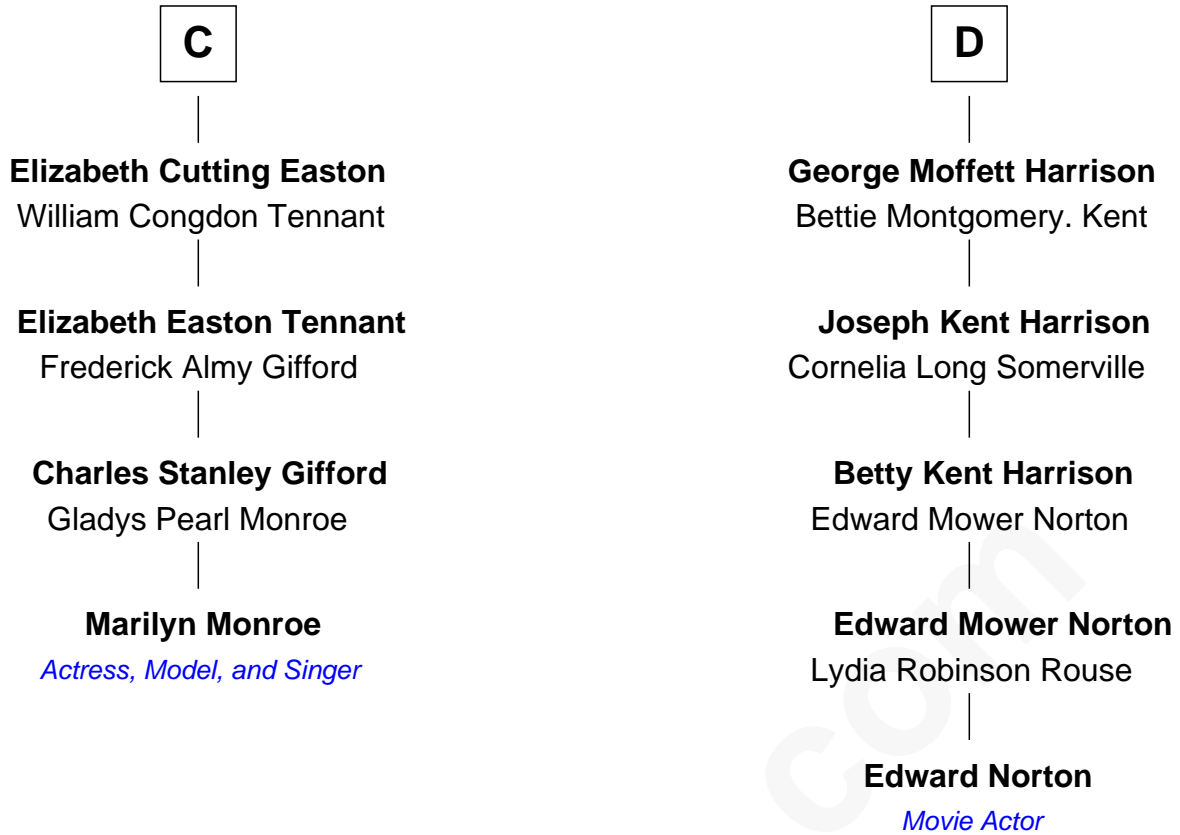 C
Elizabeth Cutting Easton
William Congdon Tennant
Elizabeth Easton Tennant
Frederick Almy Gifford
Charles Stanley Gifford
Gladys Pearl Monroe
Marilyn Monroe
Actress, Model, and Singer
D
George Moffett Harrison
Bettie Montgomery. Kent
Joseph Kent Harrison
Cornelia Long Somerville
Betty Kent Harrison
Edward Mower Norton
Edward Mower Norton
Lydia Robinson Rouse
Edward Norton
Movie Actor
com